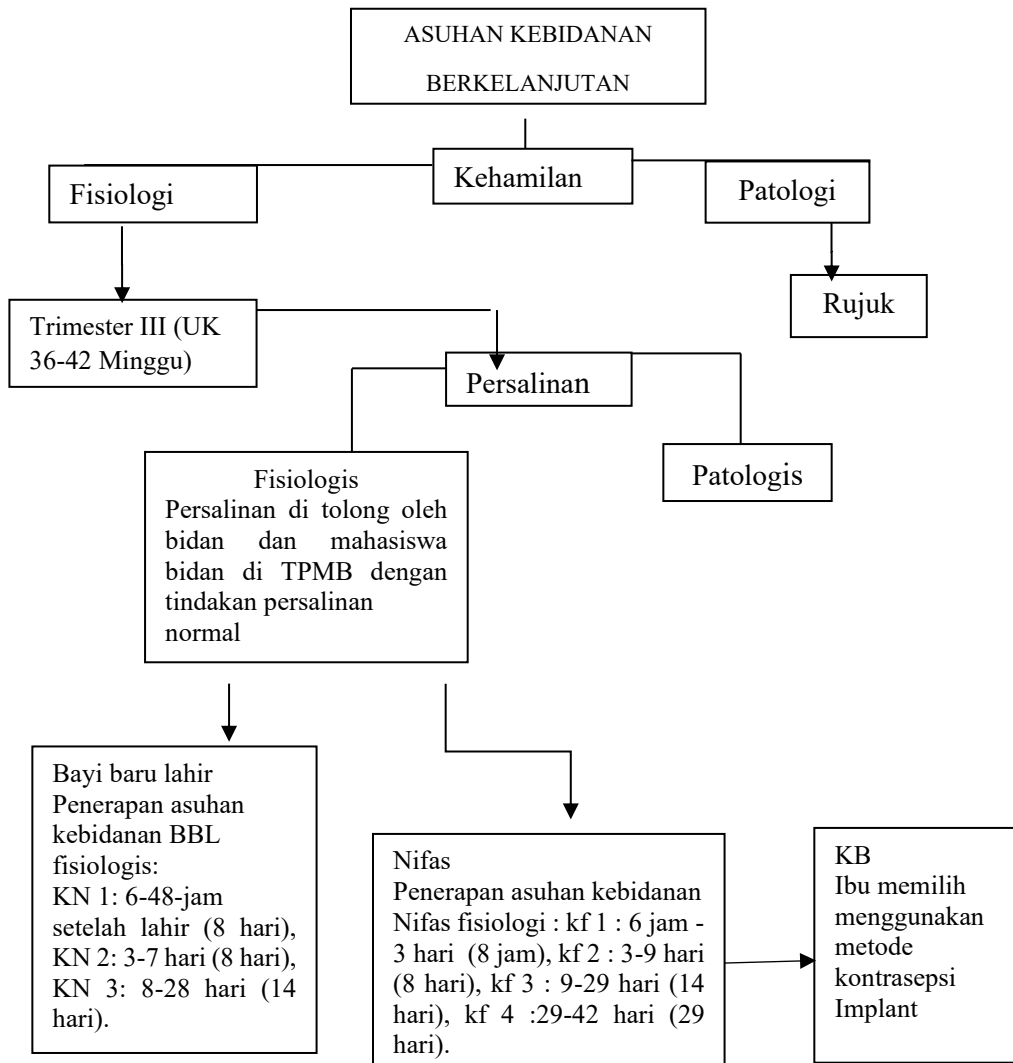 ASUHAN KEBIDANAN
BERKELANJUTAN
Fisiologi
Kehamilan
Patologi
Trimester III (UK
36-42 Minggu)
Rujuk
Persalinan
Fisiologis
Persalinan di tolong oleh
bidan dan mahasiswa
bidan di TPMB dengan
tindakan persalinan
normal
Patologis
Bayi baru lahir
Penerapan asuhan
kebidanan BBL
fisiologis:
KN 1: 6-48-jam
setelah lahir (8 hari),
KN 2: 3-7 hari (8 hari),
KN 3: 8-28 hari (14
hari).
Nifas
Penerapan asuhan kebidanan
Nifas fisiologi : kf 1 : 6 jam -
3 hari (8 jam), kf 2 : 3-9 hari
(8 hari), kf 3 : 9-29 hari (14
hari), kf 4 :29-42 hari (29
hari).
KB
Ibu memilih
menggunakan
metode
kontrasepsi
Implant